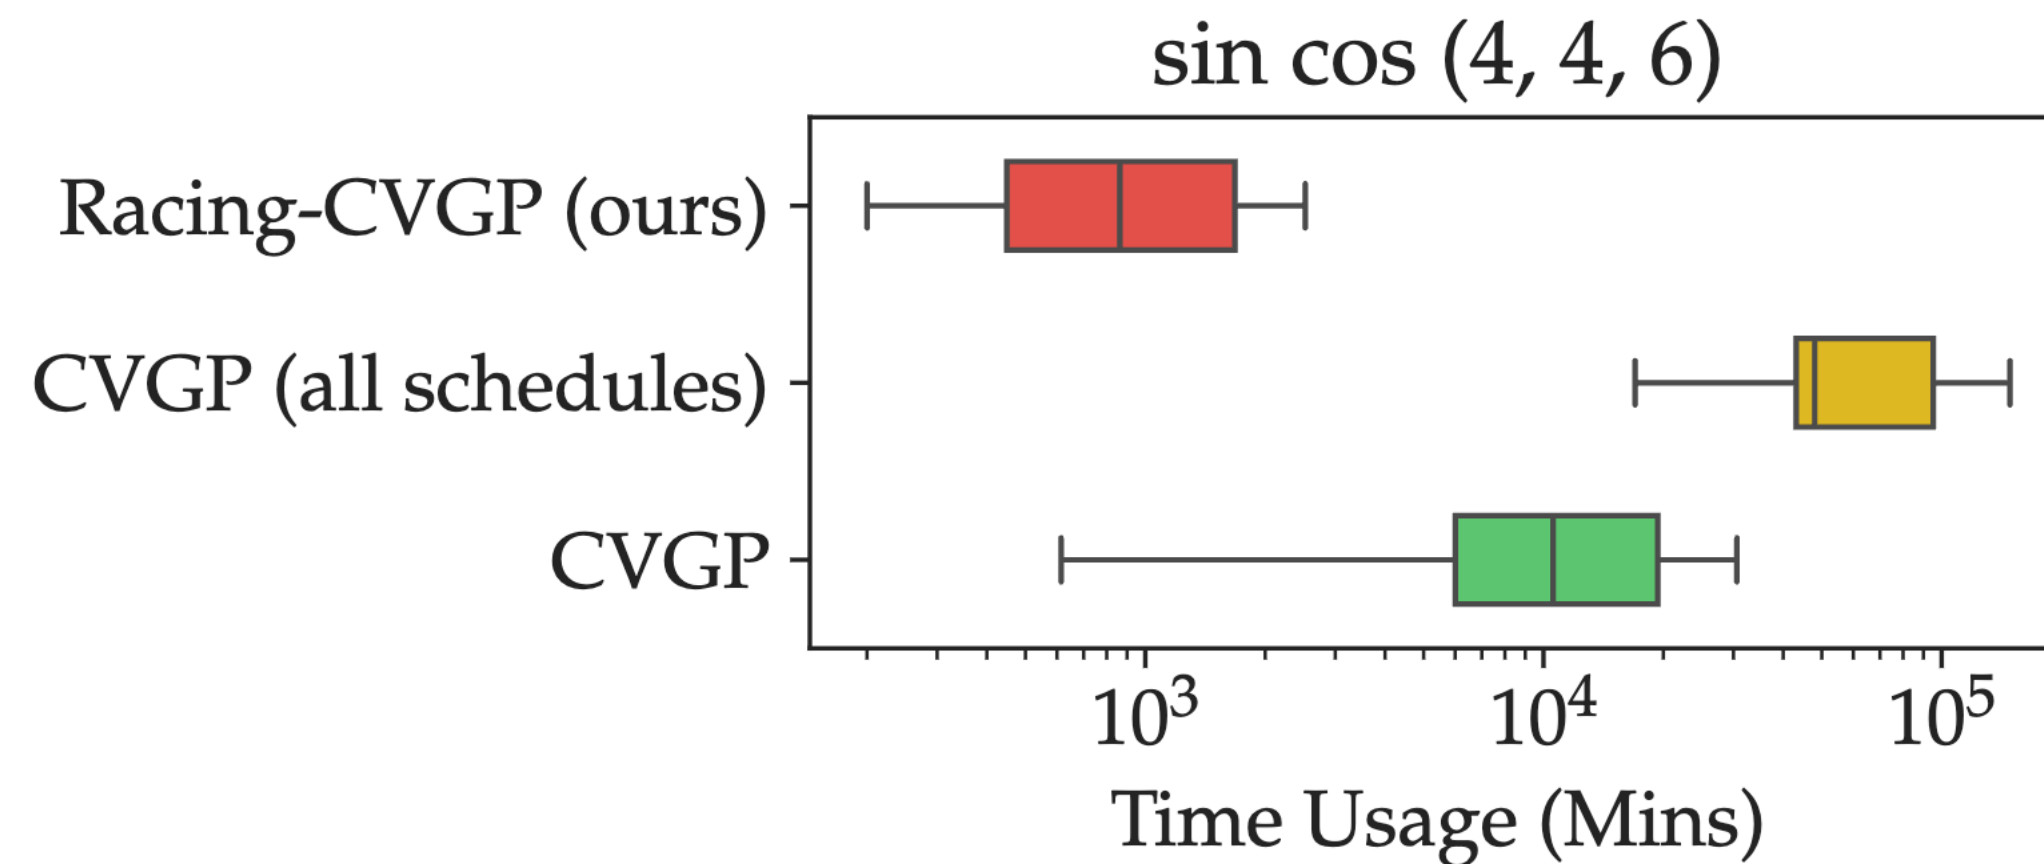 sin cos (4, 4, 6)
Racing-CVGP (ours)
CVGP (all schedules)
CVGP
10³ 10⁴ 10⁵
Time Usage (Mins)